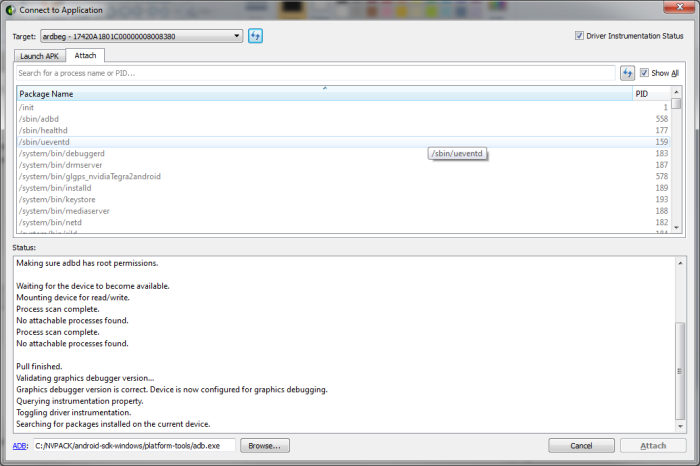 Connect to Application
Target: ardbeg - 17420A1801C00000008008380 Driver Instrumentation Status
Launch APK Attach
Search for a process name or PID... Show All
Package Name PID
/init 1
/sbin/adbd 558
/sbin/healthd 177
/sbin/ueventd 159
/sbin/ueventd
/system/bin/debuggerd 183
/system/bin/drmserver 187
/system/bin/glgps_nvidiaTegra2android 578
/system/bin/installd 189
/system/bin/keystore 193
/system/bin/mediaserver 188
/system/bin/netd 182
/system/bin/rild 184
Status:
Making sure adbd has root permissions.
Waiting for the device to become available.
Mounting device for read/write.
Process scan complete.
No attachable processes found.
Process scan complete.
No attachable processes found.
Pull finished.
Validating graphics debugger version...
Graphics debugger version is correct. Device is now configured for graphics debugging.
Querying instrumentation property.
Toggling driver instrumentation.
Searching for packages installed on the current device.
ADB: C:/NVPACK/android-sdk-windows/platform-tools/adb.exe Browse... Cancel Attach